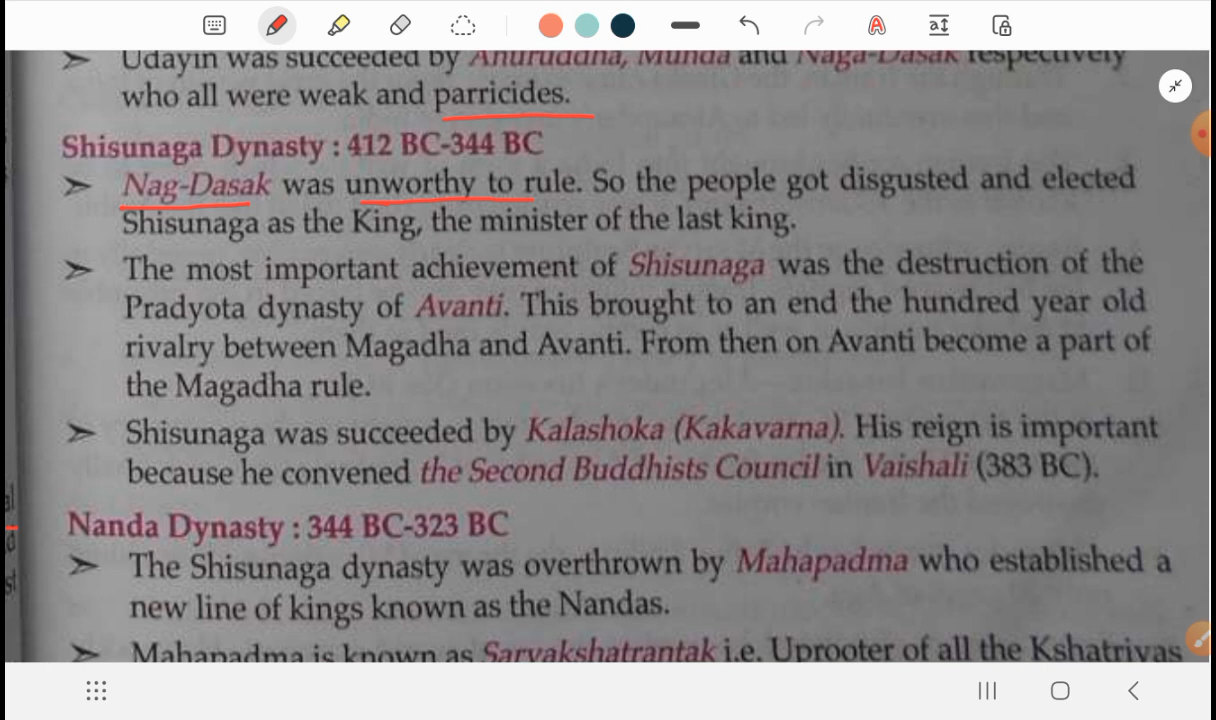 Udayin was succeeded by Anuruddha, Munda and Naga-Dasak respectively
who all were weak and parricides.
Shisunaga Dynasty : 412 BC-344 BC
➤ Nag-Dasak was unworthy to rule. So the people got disgusted and elected
Shisunaga as the King, the minister of the last king.
➤ The most important achievement of Shisunaga was the destruction of the
Pradyota dynasty of Avanti. This brought to an end the hundred year old
rivalry between Magadha and Avanti. From then on Avanti become a part of
the Magadha rule.
➤ Shisunaga was succeeded by Kalashoka (Kakavarna). His reign is important
because he convened the Second Buddhists Council in Vaishali (383 BC).
Nanda Dynasty : 344 BC-323 BC
➤ The Shisunaga dynasty was overthrown by Mahapadma who established a
new line of kings known as the Nandas.
➤ Mahapadma is known as Sarvakshatrantak i.e. Uprooter of all the Kshatriyas